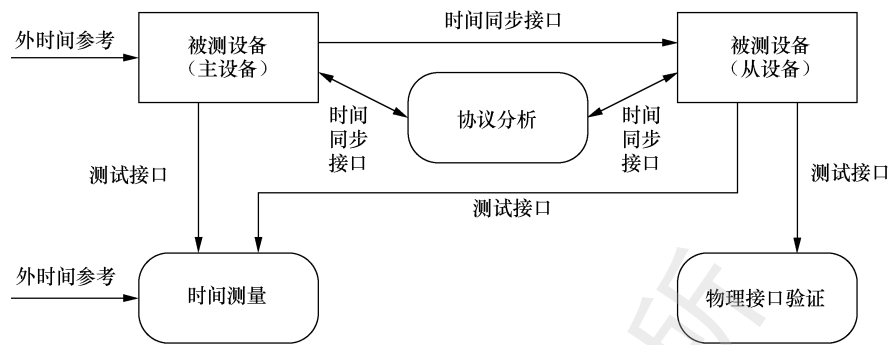 外时间参考
被测设备
（主设备）
时间同步接口
被测设备
（从设备）
时间
同步
接口
协议分析
时间
同步
接口
测试接口
测试接口
测试接口
外时间参考
时间测量
物理接口验证
所